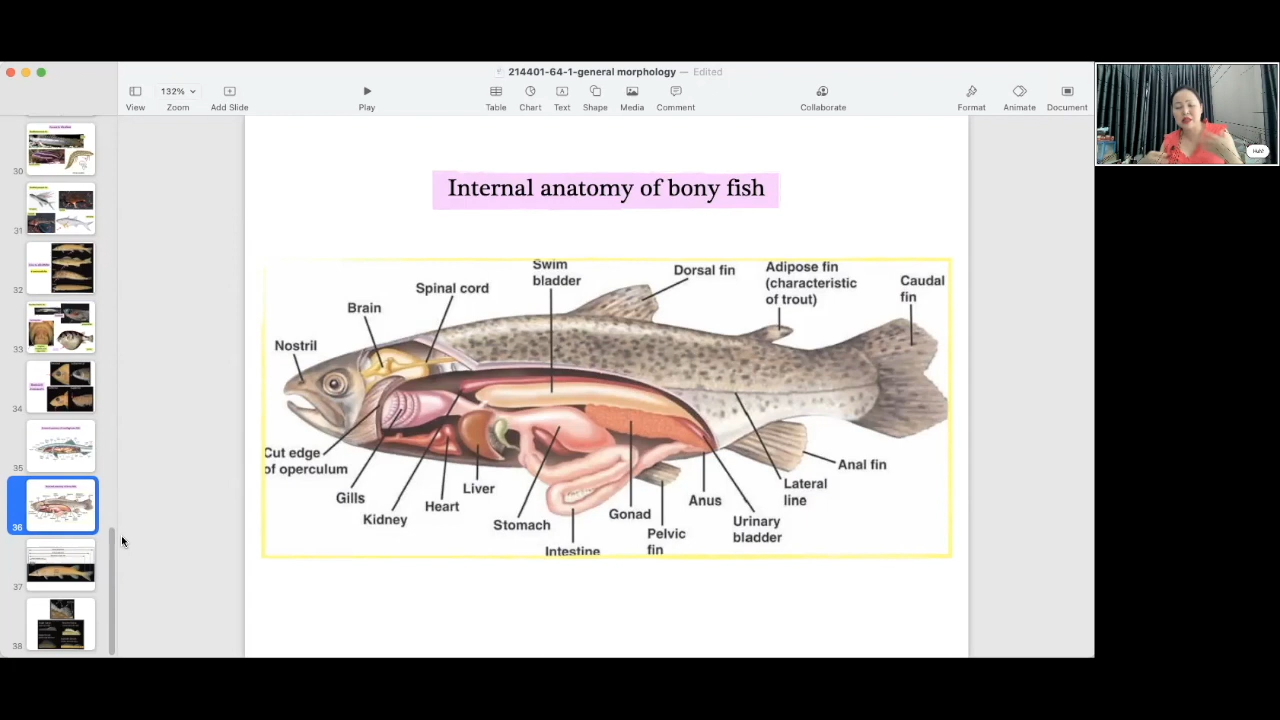 214401-64-1-general morphology — Edited
132%
View
Zoom
Add Slide
Play
Table
Chart
Text
Shape
Media
Comment
Collaborate
Format
Animate
Document
Huh?
30
31
32
33
34
35
36
37
38
Internal anatomy of bony fish
Swim
bladder
Dorsal fin
Adipose fin
(characteristic
of trout)
Caudal
fin
Spinal cord
Brain
Nostril
Cut edge
of operculum
Gills
Kidney
Heart
Liver
Stomach
Intestine
Gonad
Pelvic
fin
Anus
Urinary
bladder
Lateral
line
Anal fin